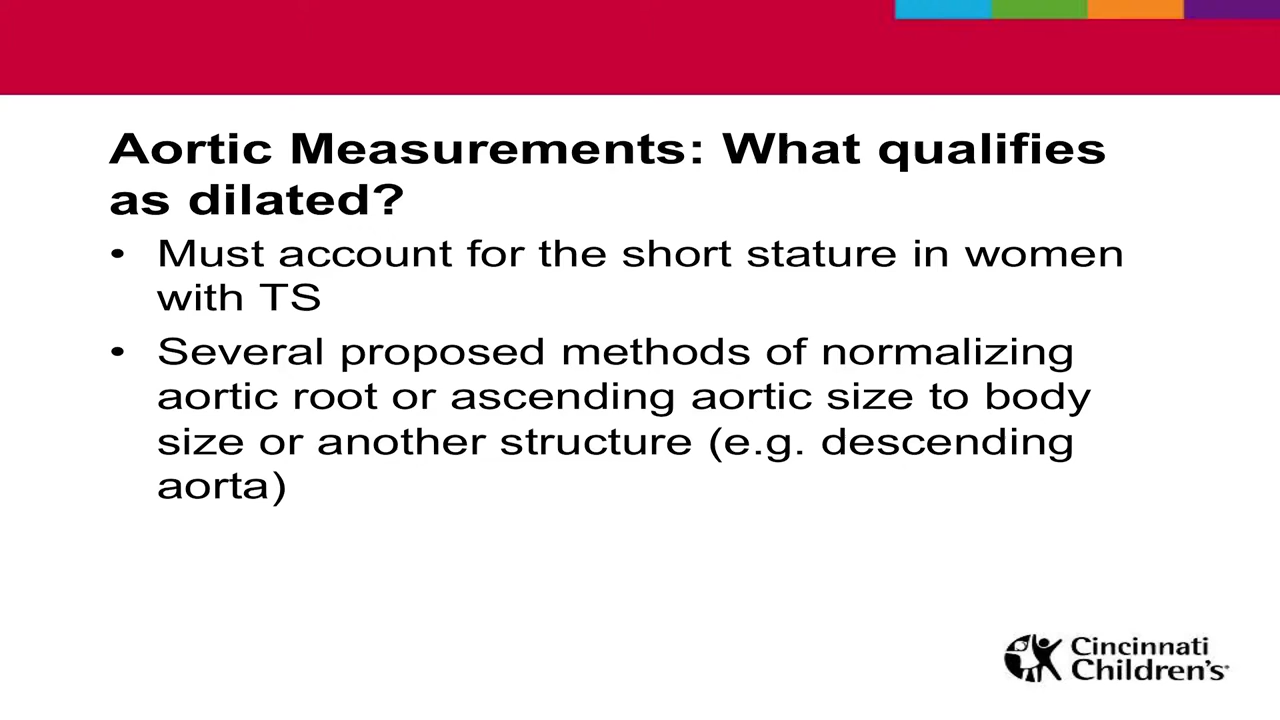 Aortic Measurements: What qualifies
as dilated?
• Must account for the short stature in women
with TS
• Several proposed methods of normalizing
aortic root or ascending aortic size to body
size or another structure (e.g. descending
aorta)
Cincinnati
Children's